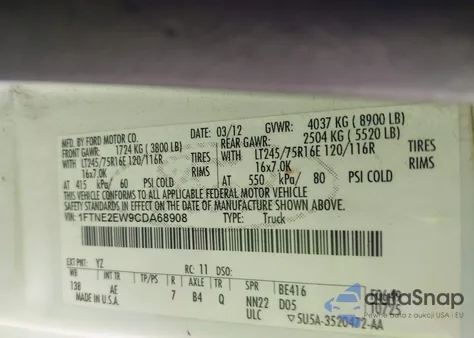 MFD. BY FORD MOTOR CO.
DATE: 03/12 GVWR: 4037 KG ( 8900 LB)
FRONT GAWR: 1724 KG ( 3800 LB) REAR GAWR: 2504 KG ( 5520 LB)
WITH LT245/75R16E 120/116R TIRES WITH LT245/75R16E 120/116R TIRES
16x7.0K RIMS 16x7.0K RIMS
AT 415 kPa/ 60 PSI COLD AT 550 kPa/ 80 PSI COLD
THIS VEHICLE CONFORMS TO ALL APPLICABLE FEDERAL MOTOR VEHICLE
SAFETY STANDARDS IN EFFECT ON THE DATE OF MANUFACTURE SHOWN ABOVE.
VIN: 1FTNE2EW9CDA68908 TYPE: Truck
EXT PNT: YZ RC: 11 DSO:
WB INT TR TP/PS R AXLE TR SPR BE416
138 AE 7 B4 Q NN22 D05
ULC 5U5A-3520472-AA
autoSnap